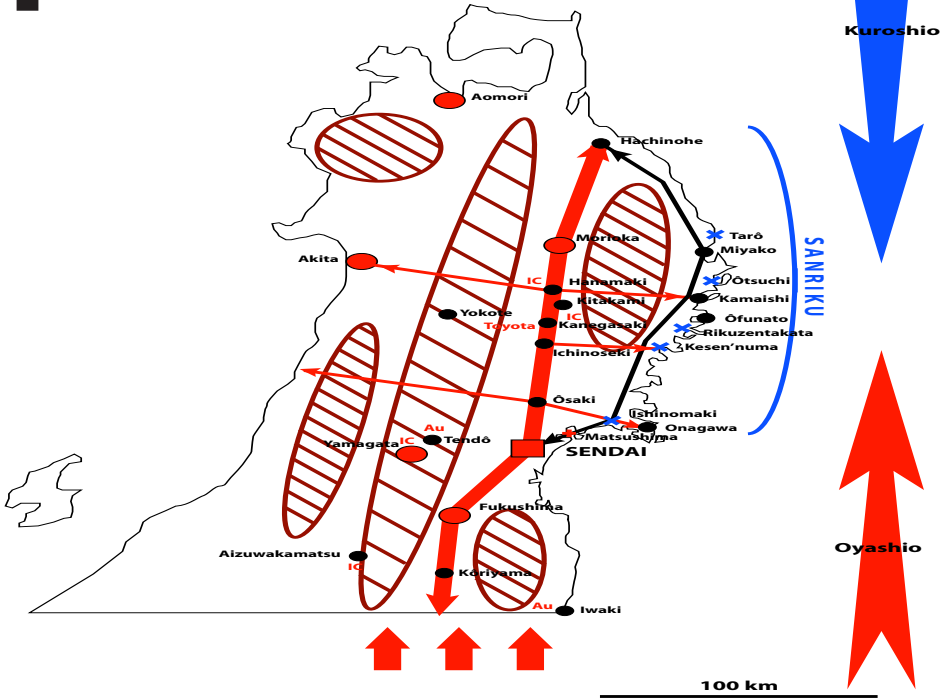 Kuroshio
Aomori
Hachinohe
Tarô
Morioka
Miyako
SANRIKU
Akita
IC
Hanamaki
Ôtsuchi
Kitakami
Kamaishi
Yokote
IC
Ôfunato
Toyota
Kanegasaki
Rikuzentakata
Ichinoseki
Kesen’numa
Ôsaki
Ishinomaki
Au
Onagawa
Yamagata
IC
Tendô
Matsushima
SENDAI
Fukushima
Oyashio
Aizuwakamatsu
IC
Kôriyama
Au
Iwaki
100 km